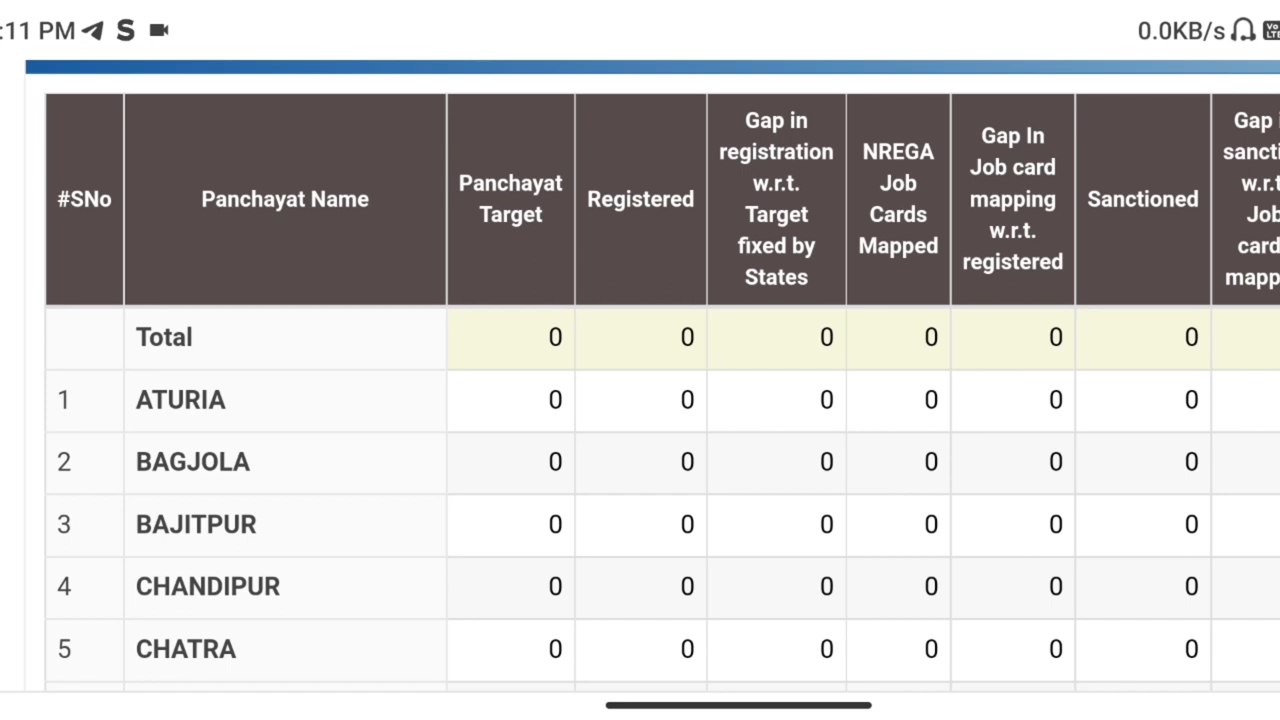 :11 PM
0.0KB/s
#SNo Panchayat Name Panchayat Target Registered Gap in registration w.r.t. Target fixed by States NREGA Job Cards Mapped Gap In Job card mapping w.r.t. registered Sanctioned Gap
Total 0 0 0 0 0 0
1 ATURIA 0 0 0 0 0 0
2 BAGJOLA 0 0 0 0 0 0
3 BAJITPUR 0 0 0 0 0 0
4 CHANDIPUR 0 0 0 0 0 0
5 CHATRA 0 0 0 0 0 0